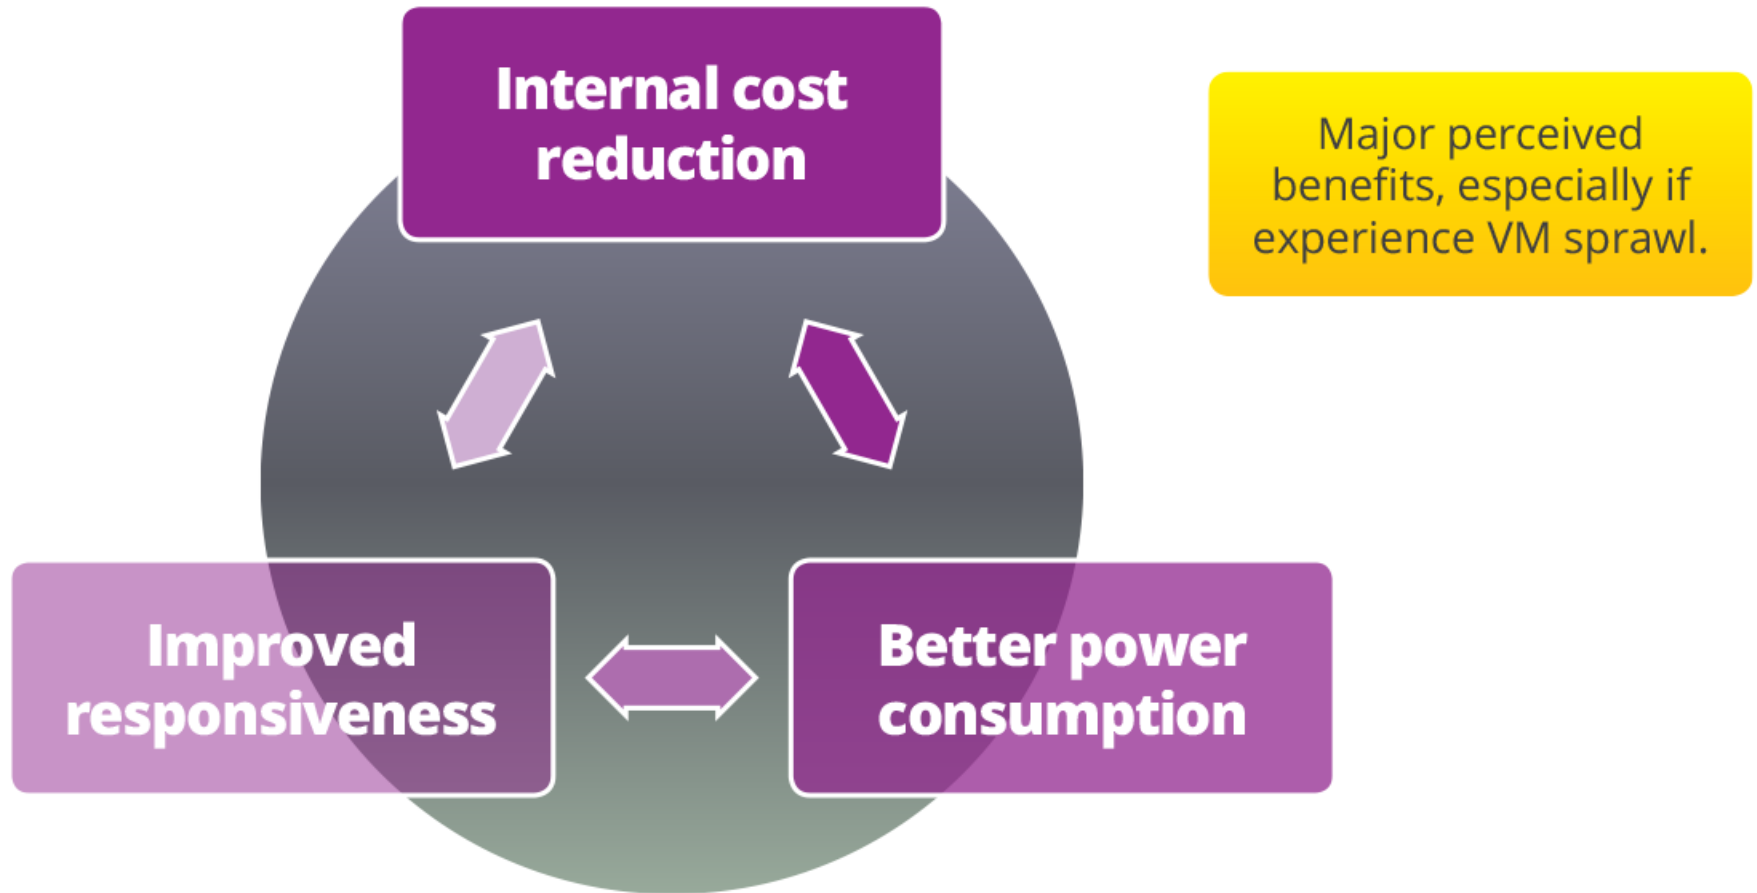 Internal cost
reduction
Major perceived
benefits, especially if
experience VM sprawl.
Improved
responsiveness
Better power
consumption